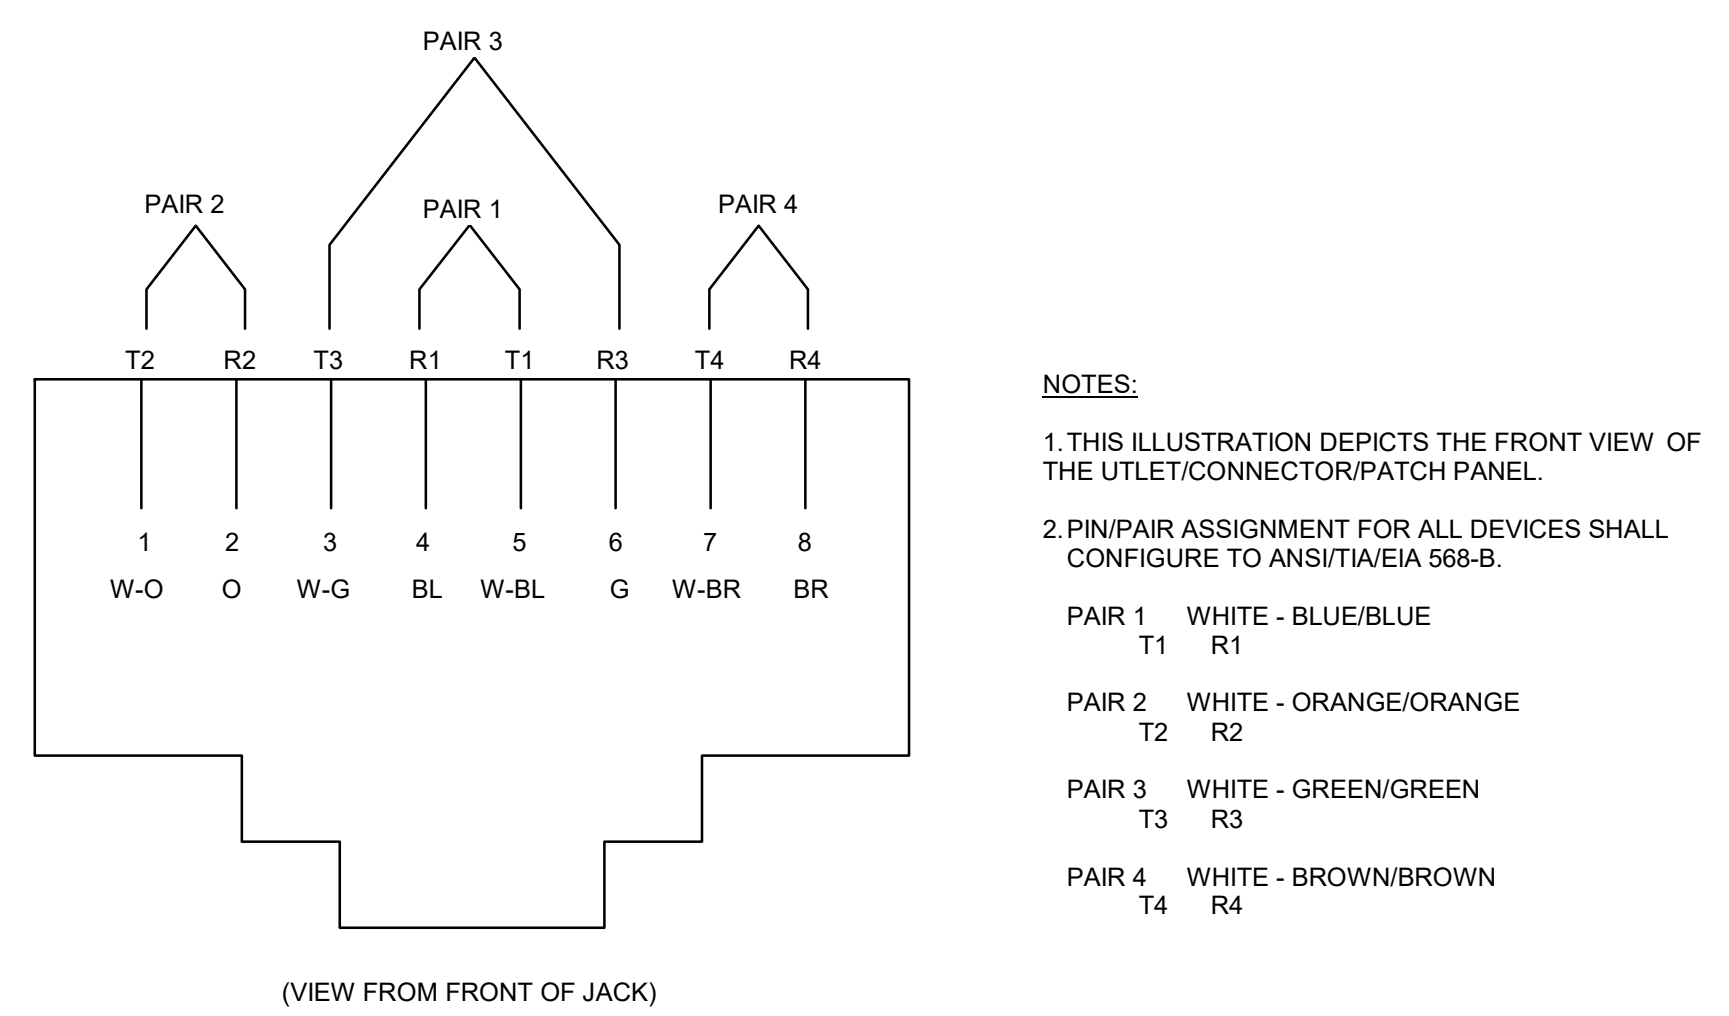 PAIR 3
PAIR 2
PAIR 1
PAIR 4
T2 R2 T3 R1 T1 R3 T4 R4
1 2 3 4 5 6 7 8
W-O O W-G BL W-BL G W-BR BR
(VIEW FROM FRONT OF JACK)
NOTES:
1. THIS ILLUSTRATION DEPICTS THE FRONT VIEW OF
THE UTLET/CONNECTOR/PATCH PANEL.
2. PIN/PAIR ASSIGNMENT FOR ALL DEVICES SHALL
CONFIGURE TO ANSI/TIA/EIA 568-B.
PAIR 1 WHITE - BLUE/BLUE
T1 R1
PAIR 2 WHITE - ORANGE/ORANGE
T2 R2
PAIR 3 WHITE - GREEN/GREEN
T3 R3
PAIR 4 WHITE - BROWN/BROWN
T4 R4